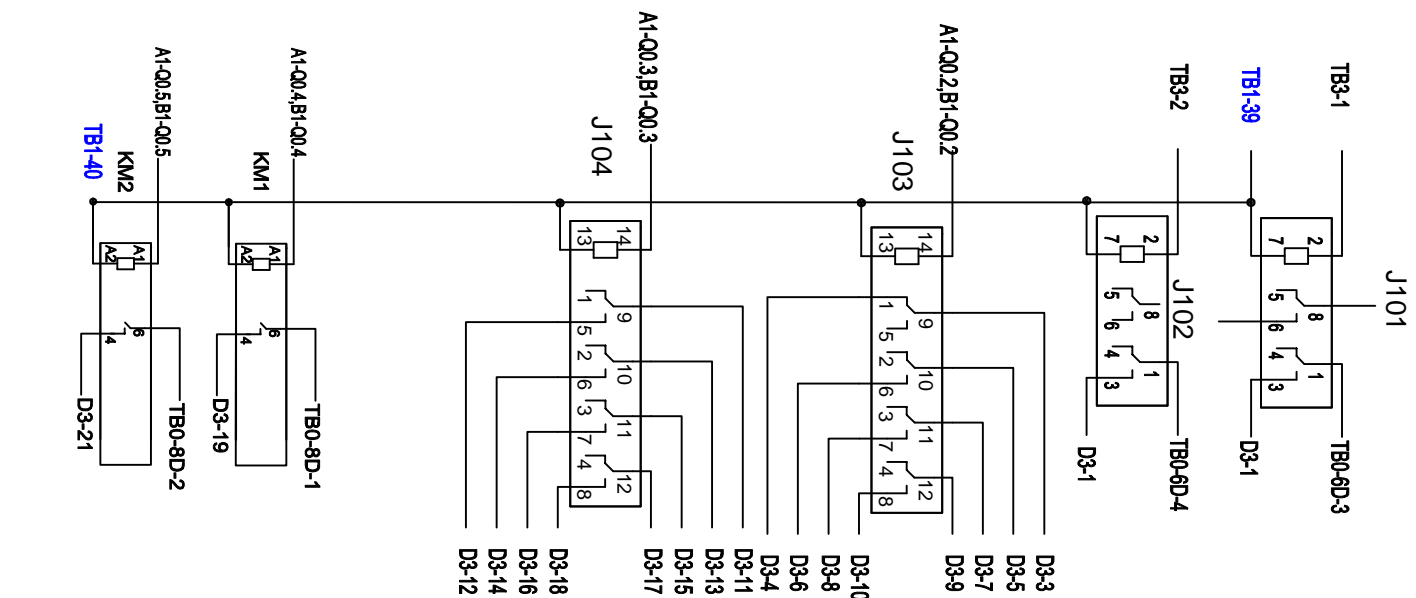 A1-Q0.5,B1-Q0.5
TB1-40
KM2
A2
A1
6
4
D3-21
TB0-8D-2
A1-Q0.4,B1-Q0.4
KM1
A2
A1
6
4
D3-19
TB0-8D-1
A1-Q0.3,B1-Q0.3
J104
13
14
1
9
5
2
10
6
3
11
7
4
12
8
D3-12
D3-14
D3-16
D3-18
D3-17
D3-15
D3-13
D3-11
A1-Q0.2,B1-Q0.2
J103
13
14
1
9
5
2
10
6
3
11
7
4
12
8
D3-4
D3-6
D3-8
D3-10
D3-9
D3-7
D3-5
D3-3
TB3-2
J102
7
2
5
8
6
4
1
3
D3-1
TB0-6D-4
TB1-39
TB3-1
J101
7
2
5
8
6
4
1
3
D3-1
TB0-6D-3